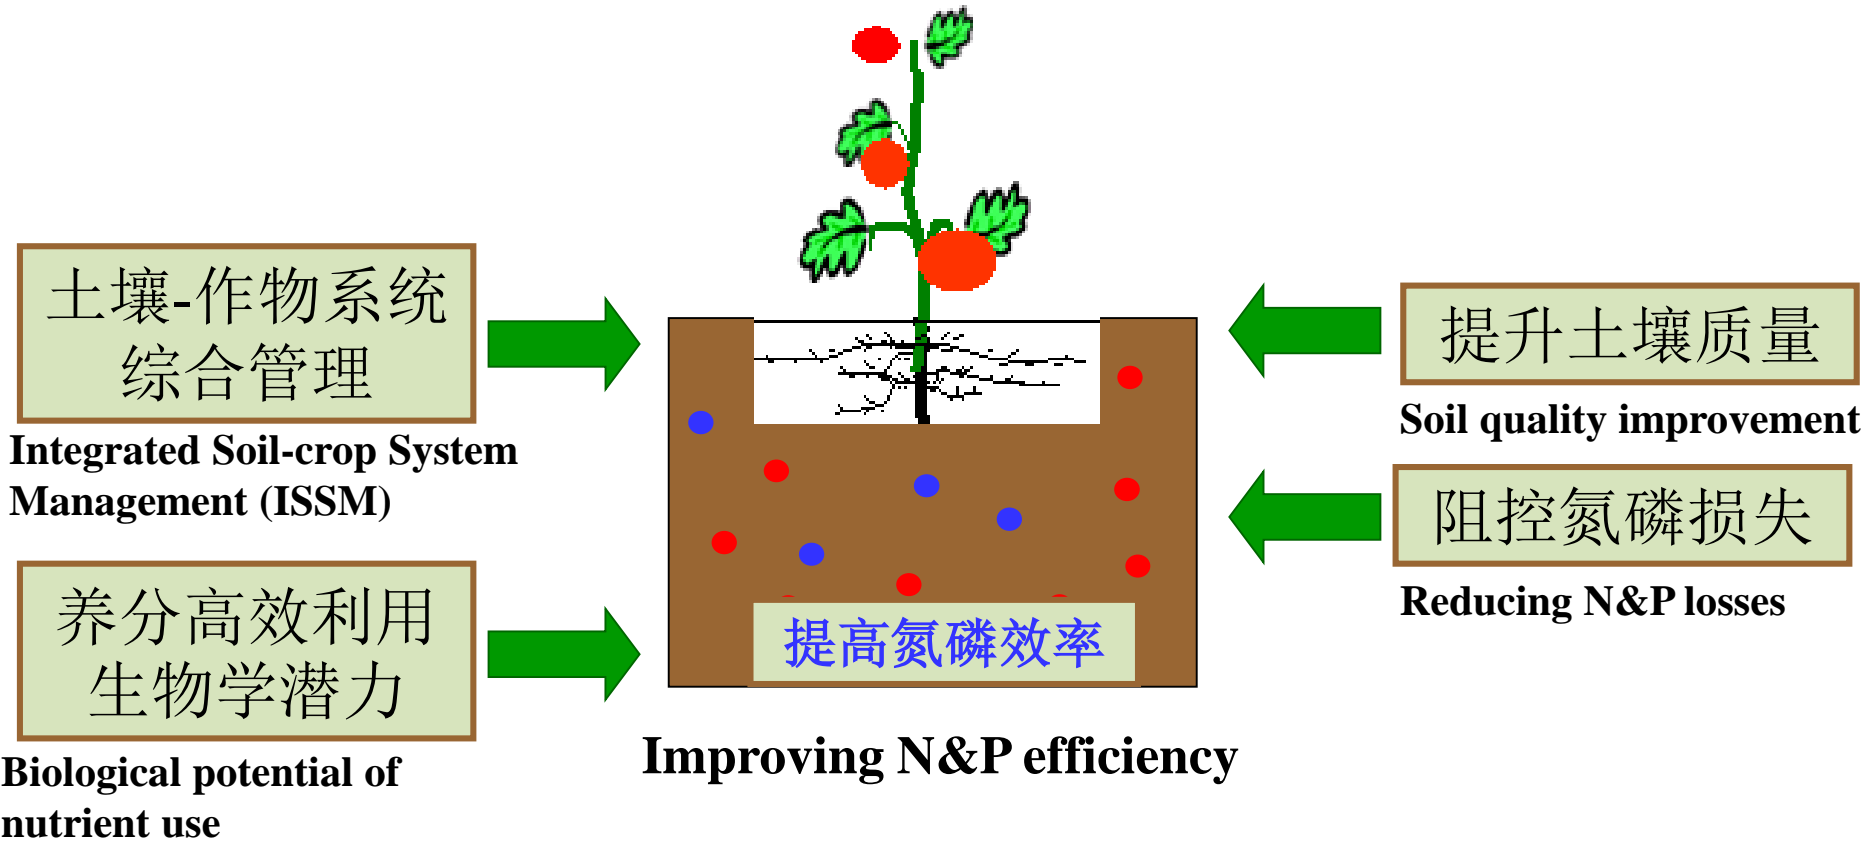 土壤-作物系统
综合管理
Integrated Soil-crop System
Management (ISSM)
养分高效利用
生物学潜力
Biological potential of
nutrient use
提高氮磷效率
Improving N&P efficiency
提升土壤质量
Soil quality improvement
阻控氮磷损失
Reducing N&P losses